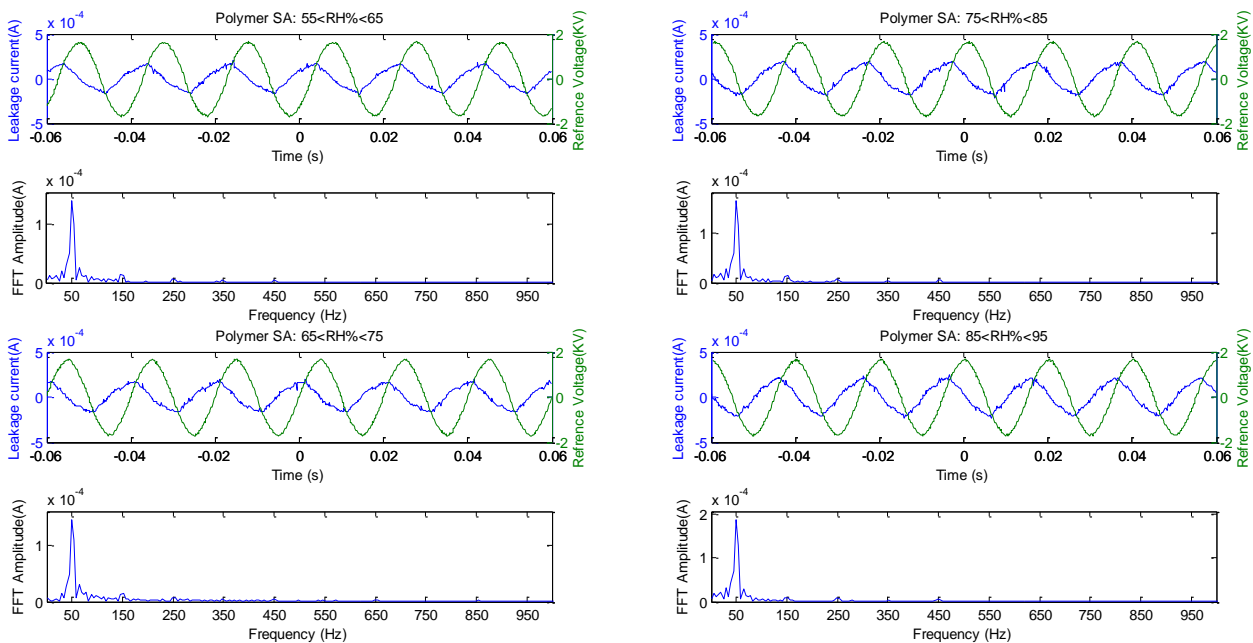 Polymer SA: 55<RH%<65
x 10^-4
Leakage current(A)
5
0
-5
2
0
-2
Refrence Voltage(KV)
-0.06 -0.04 -0.02 0 0.02 0.04 0.06
Time (s)
x 10^-4
FFT Amplitude(A)
1
0
50 150 250 350 450 550 650 750 850 950
Frequency (Hz)
Polymer SA: 65<RH%<75
x 10^-4
Leakage current(A)
5
0
-5
2
0
-2
Refrence Voltage(KV)
-0.06 -0.04 -0.02 0 0.02 0.04 0.06
Time (s)
x 10^-4
FFT Amplitude(A)
1
0
50 150 250 350 450 550 650 750 850 950
Frequency (Hz)
Polymer SA: 75<RH%<85
x 10^-4
Leakage current(A)
5
0
-5
2
0
-2
Refrence Voltage(KV)
-0.06 -0.04 -0.02 0 0.02 0.04 0.06
Time (s)
x 10^-4
FFT Amplitude(A)
1
0
50 150 250 350 450 550 650 750 850 950
Frequency (Hz)
Polymer SA: 85<RH%<95
x 10^-4
Leakage current(A)
5
0
-5
2
0
-2
Refrence Voltage(KV)
-0.06 -0.04 -0.02 0 0.02 0.04 0.06
Time (s)
x 10^-4
FFT Amplitude(A)
2
1
0
50 150 250 350 450 550 650 750 850 950
Frequency (Hz)